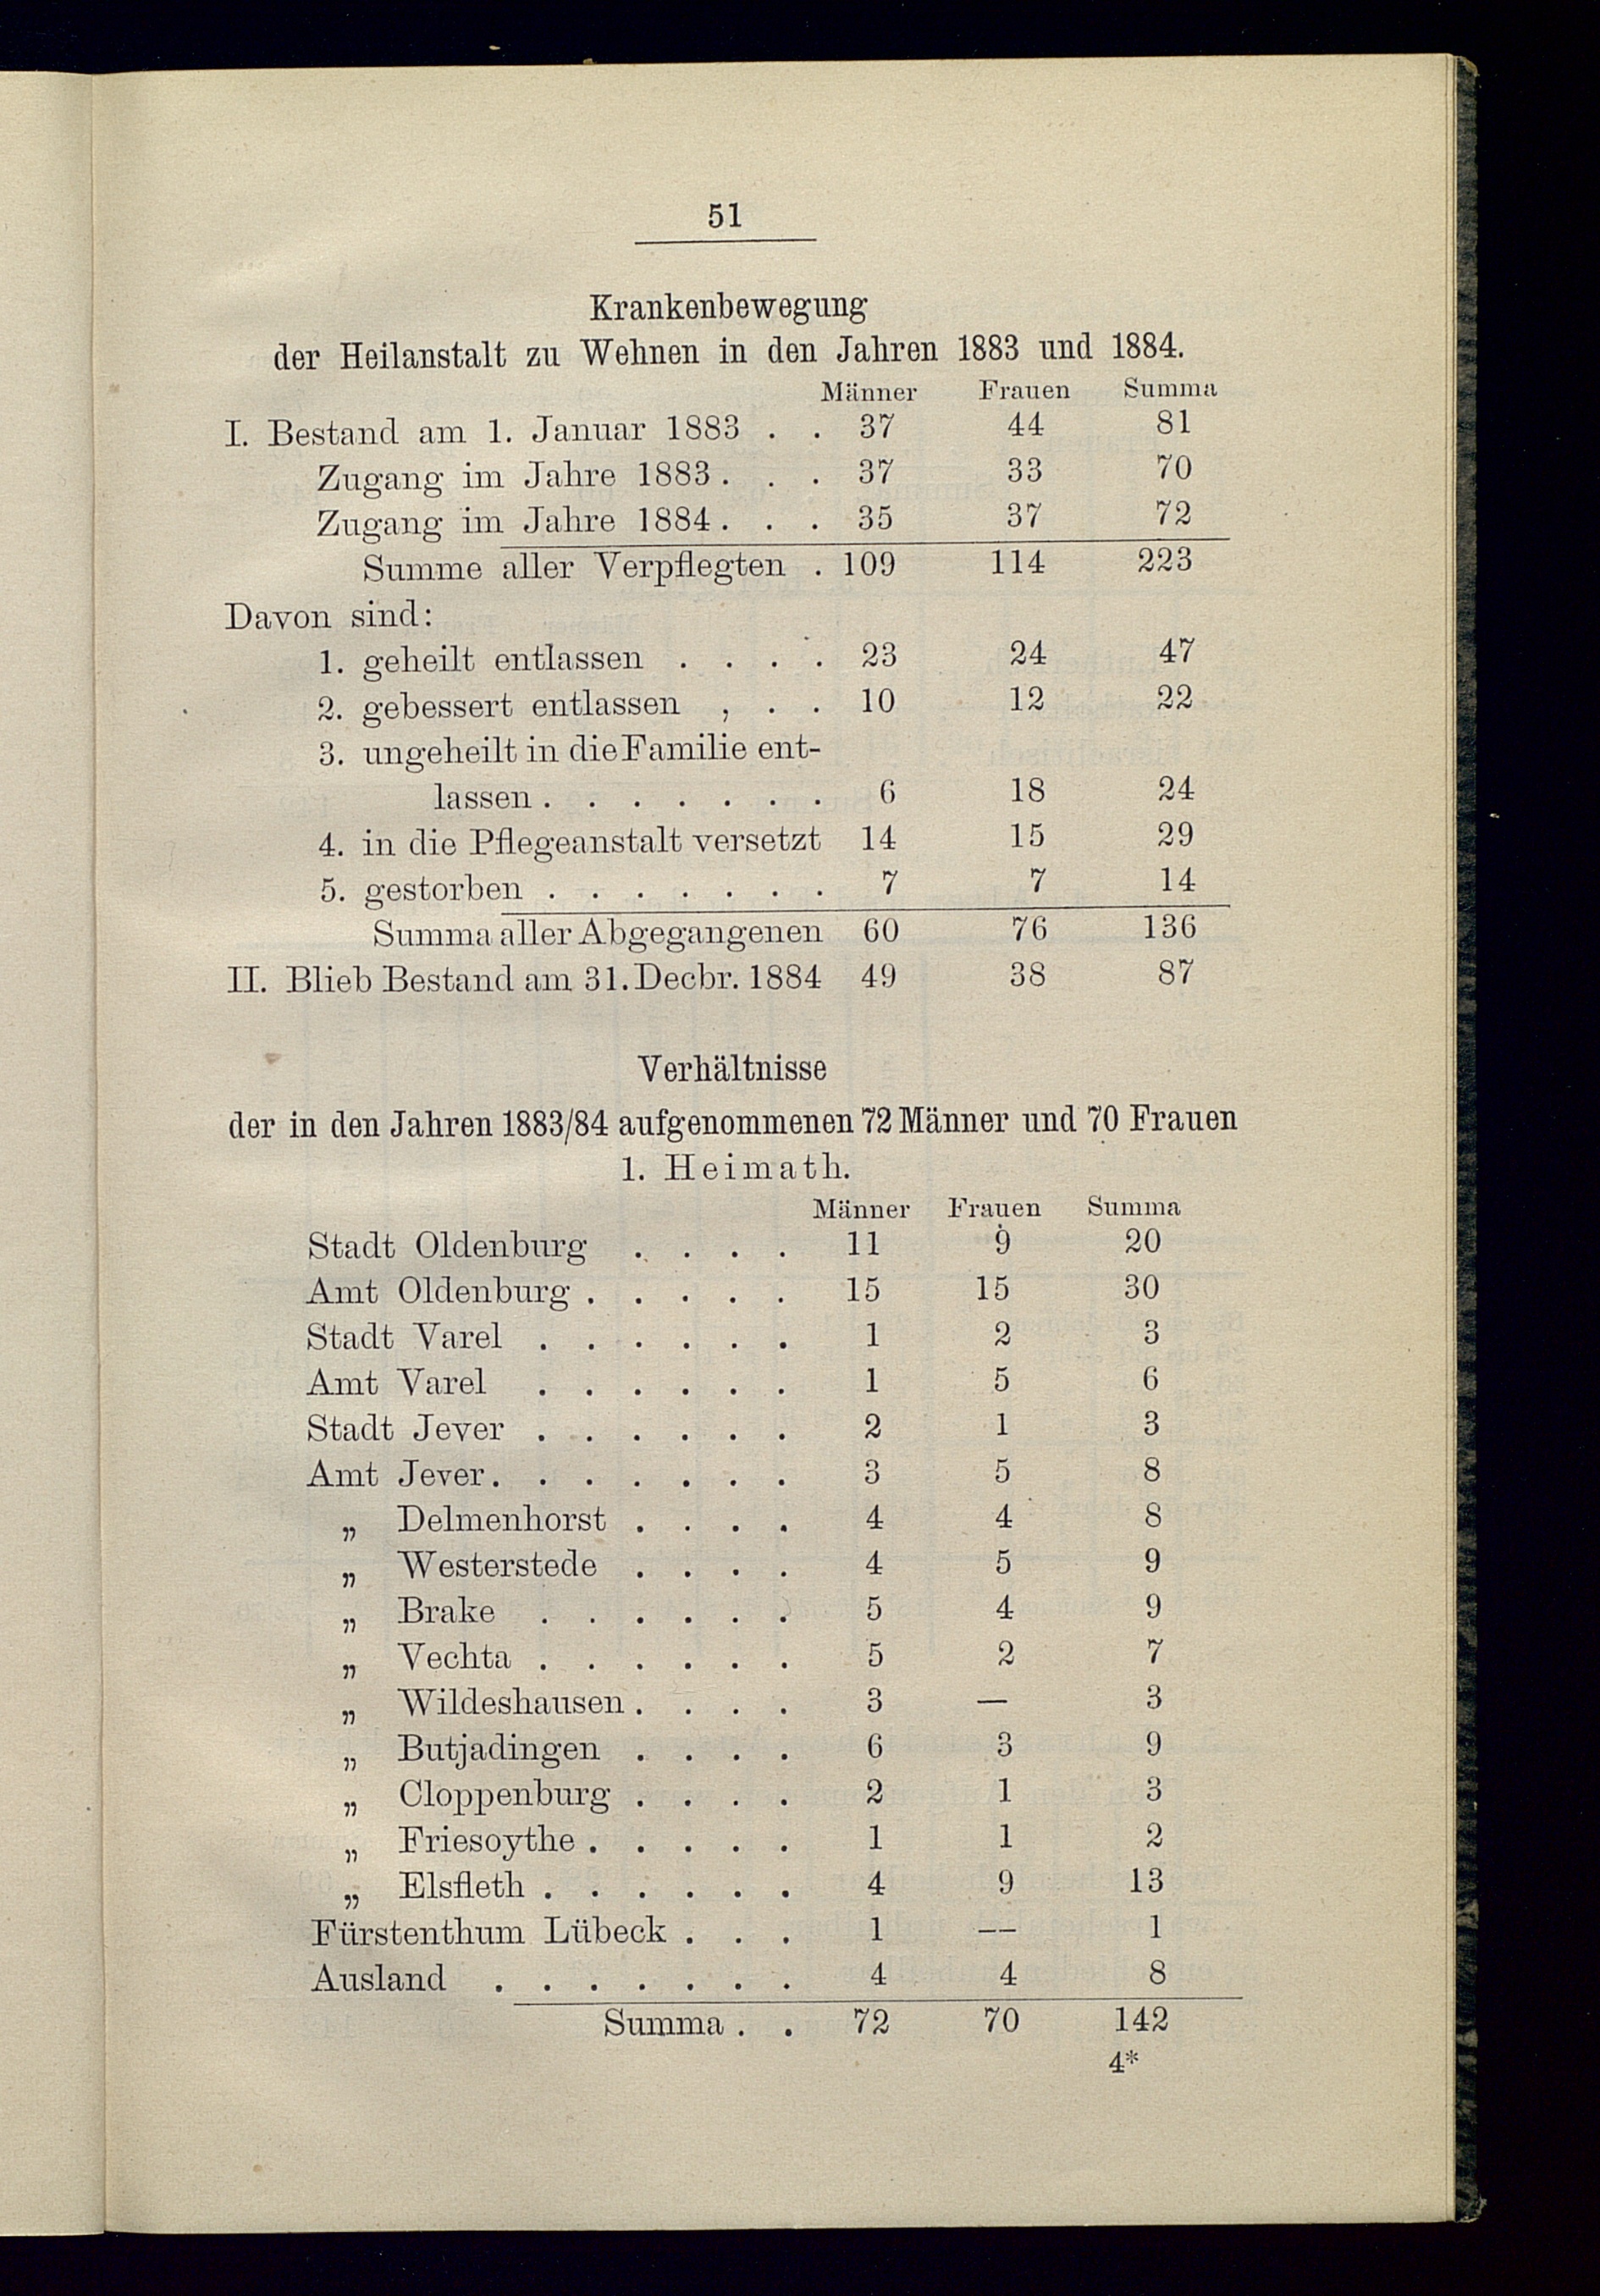 51
Krankenbewegung
der Heilanstalt zu Wehnen in den Jahren 1883 und 1884.
Männer Frauen Summa
I. Bestand am 1. Januar 1883 . . 37 44 81
Zugang im Jahre 1883 . . . 37 33 70
Zugang im Jahre 1884 . . . 35 37 72
Summe aller Verpflegten . 109 114 223
Davon sind:
1. geheilt entlassen . . . . 23 24 47
2. gebessert entlassen , . . 10 12 22
3. ungeheilt in die Familie ent-
lassen . . . . . . . 6 18 24
4. in die Pflegeanstalt versetzt 14 15 29
5. gestorben . . . . . . . 7 7 14
Summa aller Abgegangenen 60 76 136
II. Blieb Bestand am 31. Decbr. 1884 49 38 87
Verhältnisse
der in den Jahren 1883/84 aufgenommenen 72 Männer und 70 Frauen
1. Heimath.
Männer Frauen Summa
Stadt Oldenburg . . . . 11 9 20
Amt Oldenburg . . . . . 15 15 30
Stadt Varel . . . . . . 1 2 3
Amt Varel . . . . . . 1 5 6
Stadt Jever . . . . . . 2 1 3
Amt Jever . . . . . . . 3 5 8
„ Delmenhorst . . . . 4 4 8
„ Westerstede . . . . 4 5 9
„ Brake . . . . . . 5 4 9
„ Vechta . . . . . . 5 2 7
„ Wildeshausen . . . . 3 — 3
„ Butjadingen . . . . 6 3 9
„ Cloppenburg . . . . 2 1 3
„ Friesoythe . . . . . 1 1 2
„ Elsfleth . . . . . . 4 9 13
Fürstenthum Lübeck . . . 1 — 1
Ausland . . . . . . . 4 4 8
Summa . . 72 70 142
4*